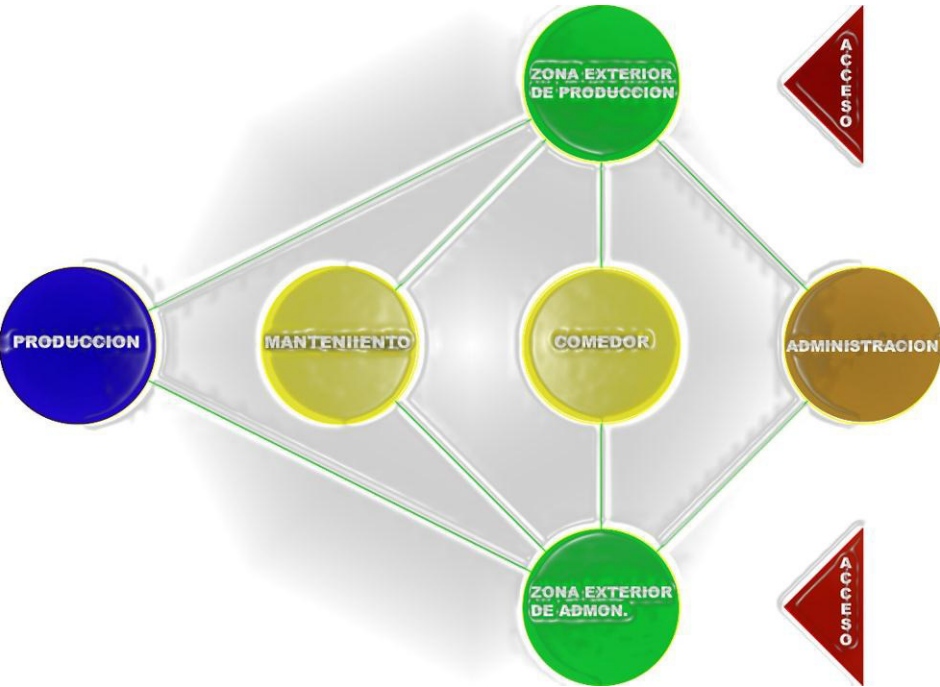 ZONA EXTERIOR
DE PRODUCCION
ACCESO
PRODUCCION
MANTENIIENTO
COMEDOR
ADMINISTRACION
ZONA EXTERIOR
DE ADMON.
ACCESO